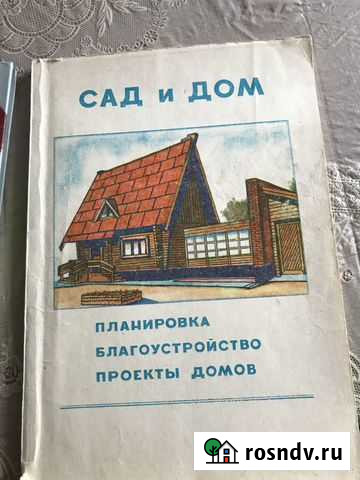 САД и ДОМ
ПЛАНИРОВКА
БЛАГОУСТРОЙСТВО
ПРОЕКТЫ ДОМОВ
rosndv.ru